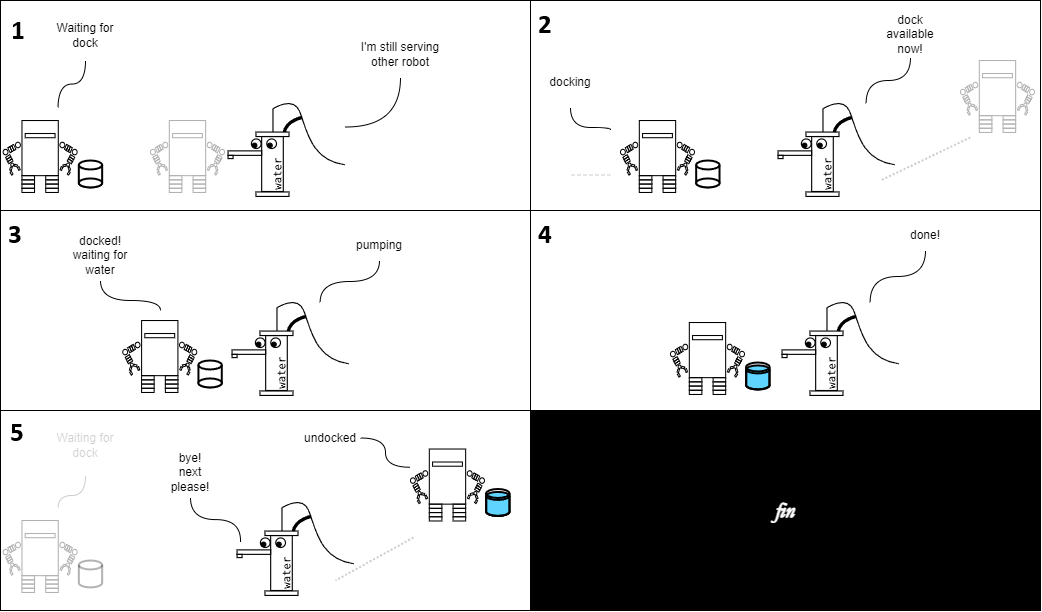 1
Waiting for
dock
I'm still serving
other robot
water
2
docking
dock
available
now!
water
3
docked!
waiting for
water
pumping
water
4
done!
water
5
Waiting for
dock
bye!
next
please!
undocked
water
fin